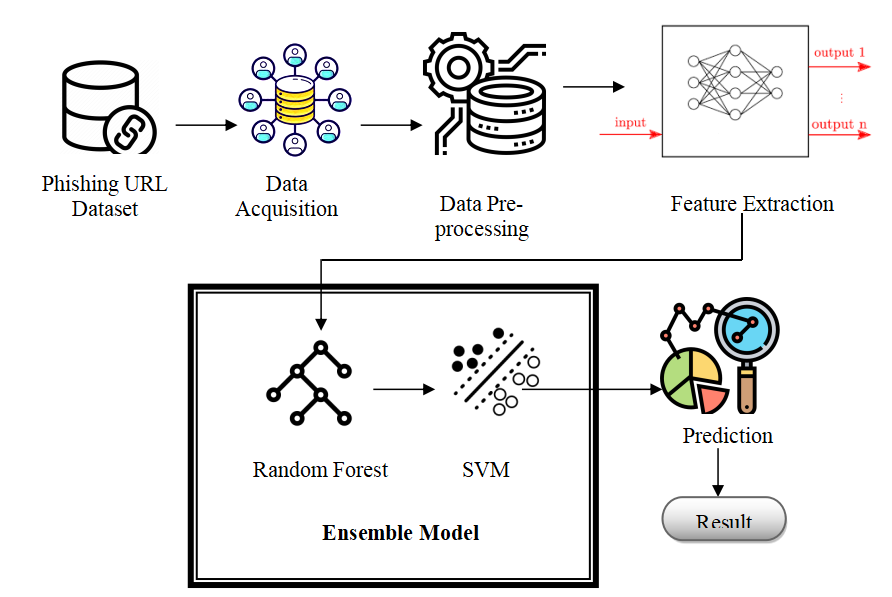 Phishing URL
Dataset
Data
Acquisition
Data Pre-
processing
input
output 1
output n
Feature Extraction
Random Forest
SVM
Ensemble Model
Prediction
Result